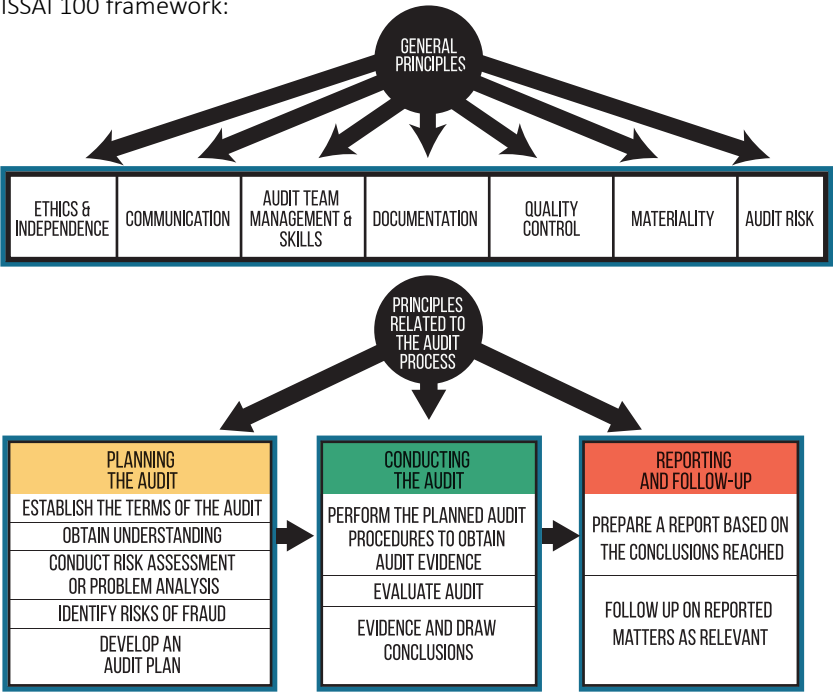 ISSAI 100 framework:
GENERAL
PRINCIPLES
ETHICS &
INDEPENDENCE
COMMUNICATION
AUDIT TEAM
MANAGEMENT &
SKILLS
DOCUMENTATION
QUALITY
CONTROL
MATERIALITY
AUDIT RISK
PRINCIPLES
RELATED TO
THE AUDIT
PROCESS
PLANNING
THE AUDIT
ESTABLISH THE TERMS OF THE AUDIT
OBTAIN UNDERSTANDING
CONDUCT RISK ASSESSMENT
OR PROBLEM ANALYSIS
IDENTIFY RISKS OF FRAUD
DEVELOP AN
AUDIT PLAN
CONDUCTING
THE AUDIT
PERFORM THE PLANNED AUDIT
PROCEDURES TO OBTAIN
AUDIT EVIDENCE
EVALUATE AUDIT
EVIDENCE AND DRAW
CONCLUSIONS
REPORTING
AND FOLLOW-UP
PREPARE A REPORT BASED ON
THE CONCLUSIONS REACHED
FOLLOW UP ON REPORTED
MATTERS AS RELEVANT